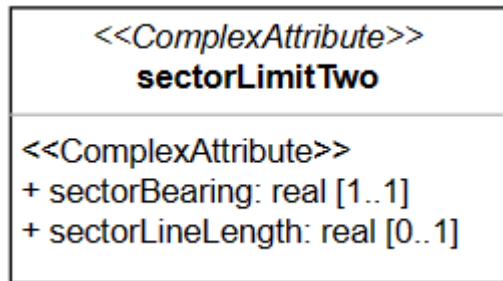 <<ComplexAttribute>>
sectorLimitTwo
<<ComplexAttribute>>
+ sectorBearing: real [1..1]
+ sectorLineLength: real [0..1]